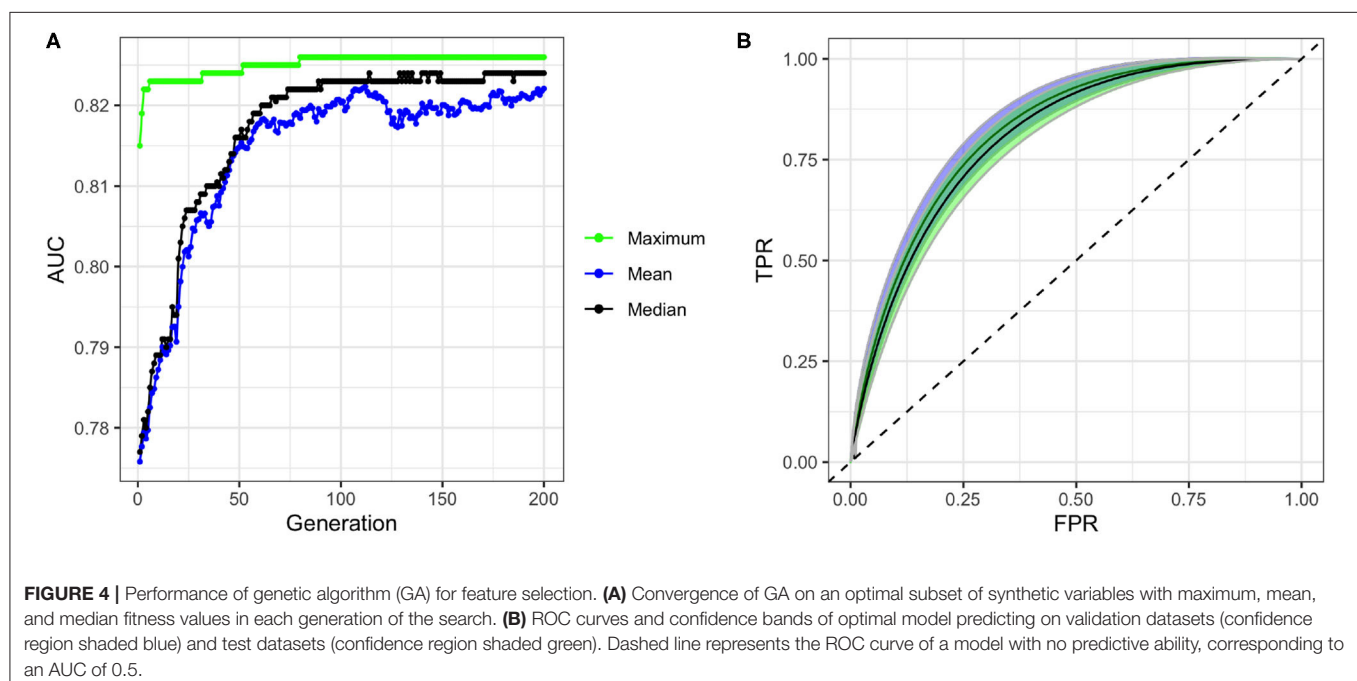 A
B
0.82
0.81
0.80
0.79
0.78
AUC
0
50
100
150
200
Generation
Maximum
Mean
Median
1.00
0.75
0.50
0.25
0.00
TPR
0.00
0.25
0.50
0.75
1.00
FPR
FIGURE 4 | Performance of genetic algorithm (GA) for feature selection. (A) Convergence of GA on an optimal subset of synthetic variables with maximum, mean,
and median fitness values in each generation of the search. (B) ROC curves and confidence bands of optimal model predicting on validation datasets (confidence
region shaded blue) and test datasets (confidence region shaded green). Dashed line represents the ROC curve of a model with no predictive ability, corresponding to
an AUC of 0.5.